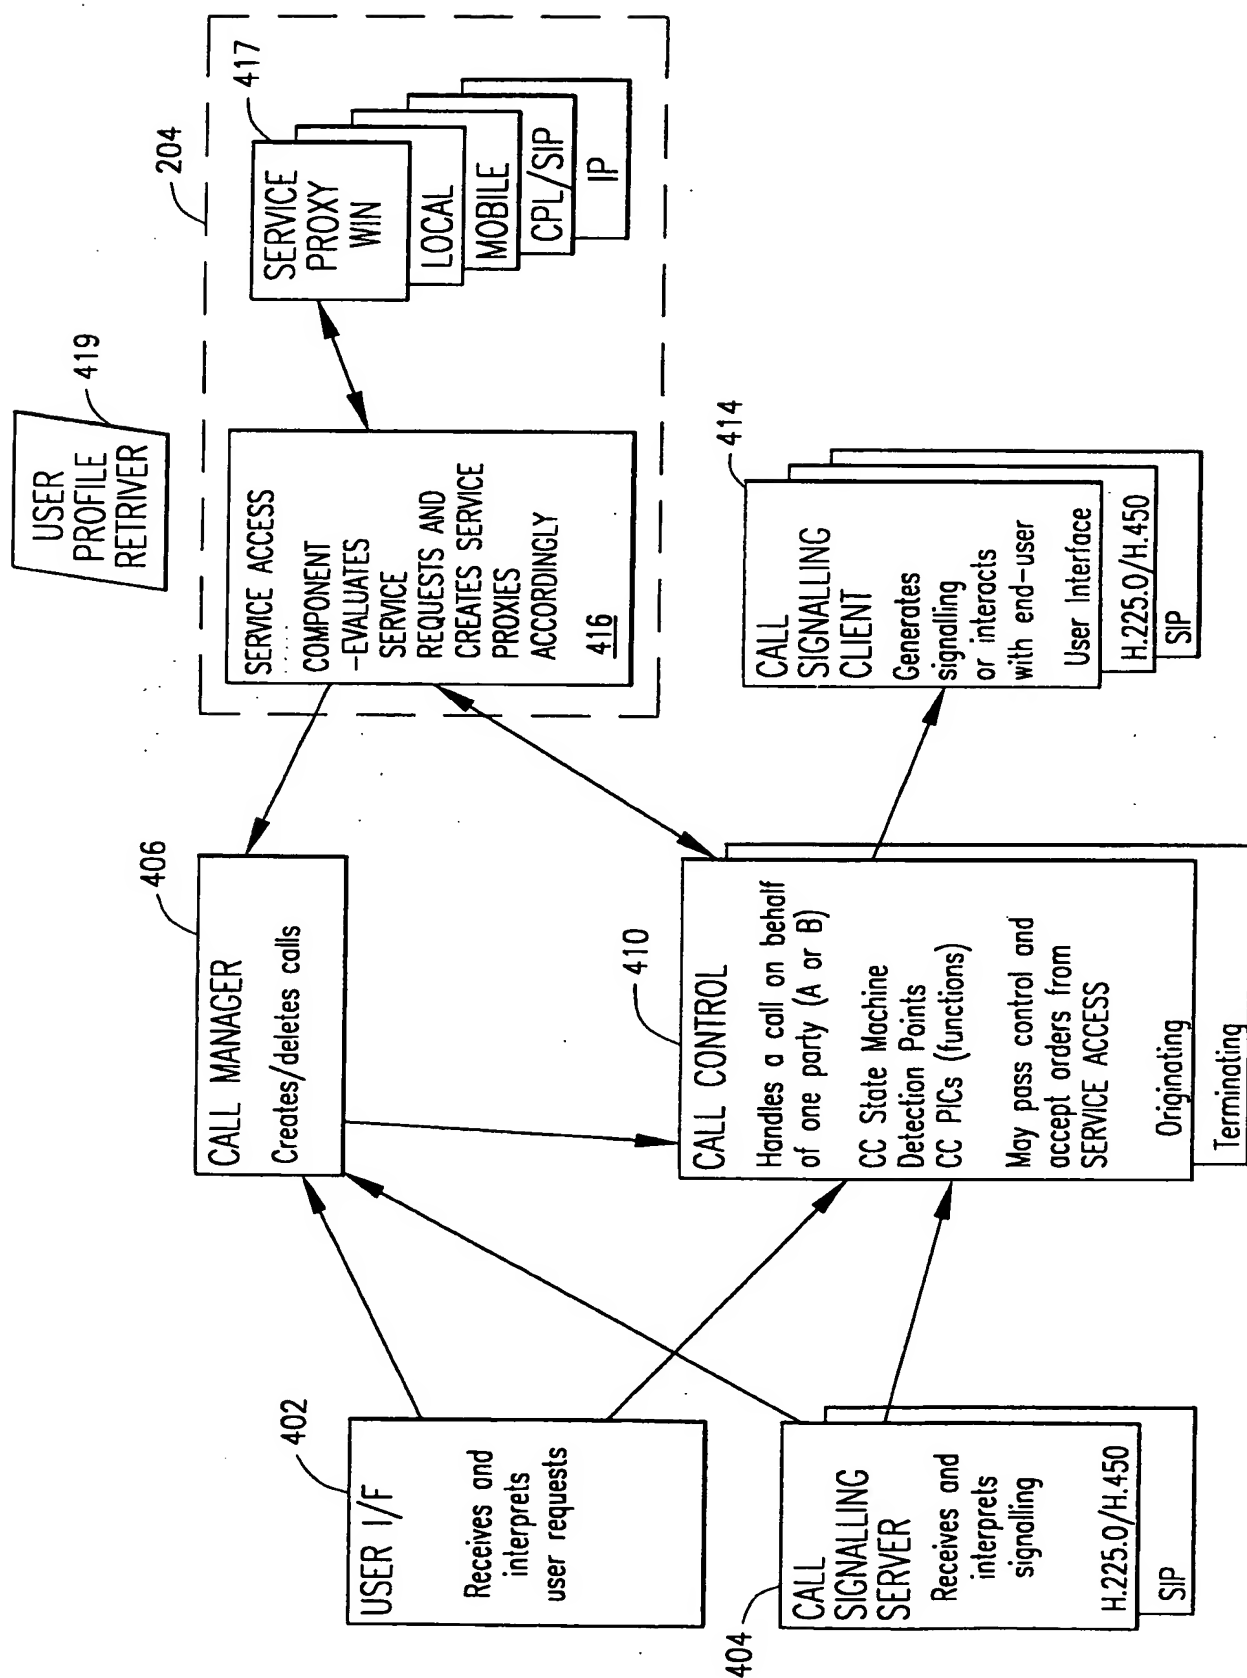 USER
PROFILE
RETRIVER
419
204
417
SERVICE
PROXY
WIN
LOCAL
MOBILE
CPL/SIP
IP
SERVICE ACCESS
COMPONENT
-EVALUATES
SERVICE
REQUESTS AND
CREATES SERVICE
PROXIES
ACCORDINGLY
416
406
CALL MANAGER
Creates/deletes calls
414
CALL
SIGNALLING
CLIENT
Generates
signalling
or interacts
with end-user
User Interface
H.225.0/H.450
SIP
410
CALL CONTROL
Handles a call on behalf
of one party (A or B)
CC State Machine
Detection Points
CC PICs (functions)
May pass control and
accept orders from
SERVICE ACCESS
Originating
Terminating
402
USER I/F
Receives and
interprets
user requests
404
CALL
SIGNALLING
SERVER
Receives and
interprets
signalling
H.225.0/H.450
SIP